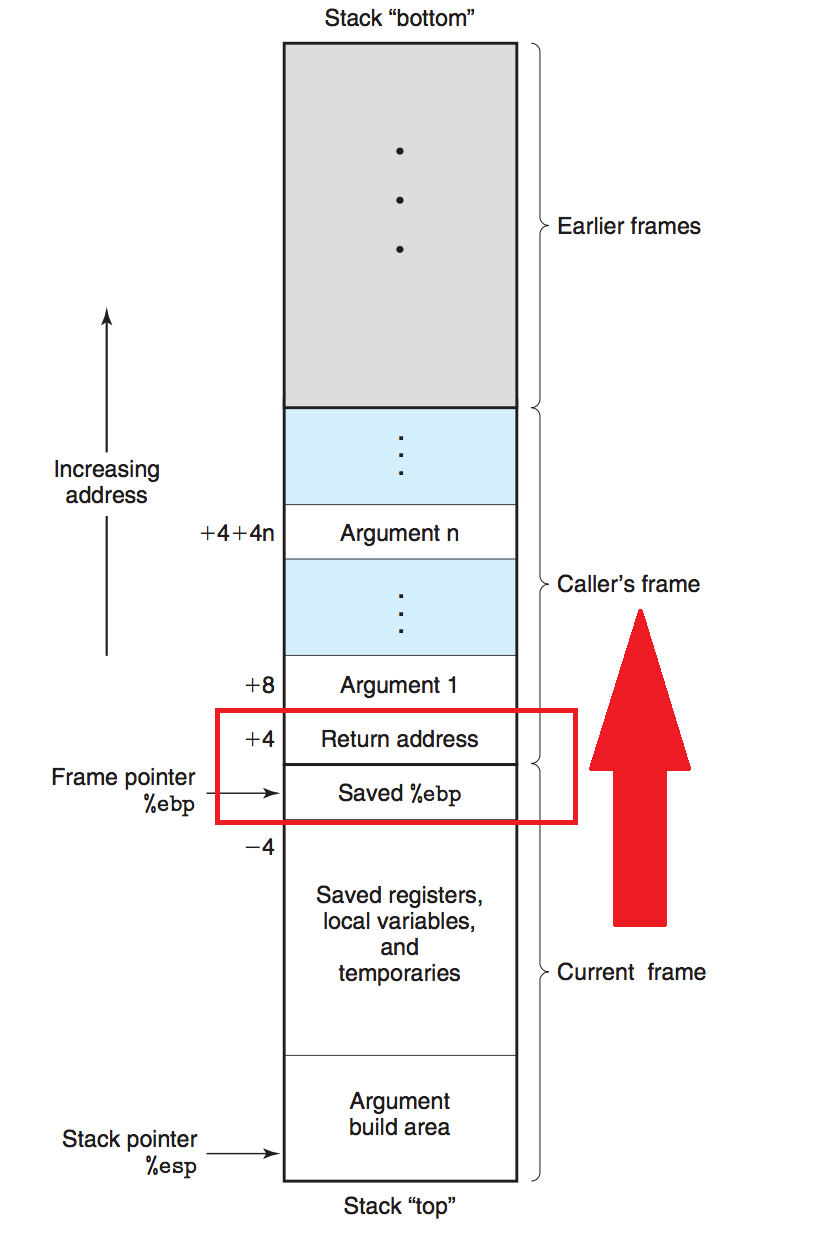 Stack “bottom”
Earlier frames
Increasing
address
+4+4n
Argument n
Caller’s frame
+8
Argument 1
+4
Return address
Frame pointer
%ebp
Saved %ebp
−4
Saved registers,
local variables,
and
temporaries
Current frame
Argument
build area
Stack pointer
%esp
Stack “top”